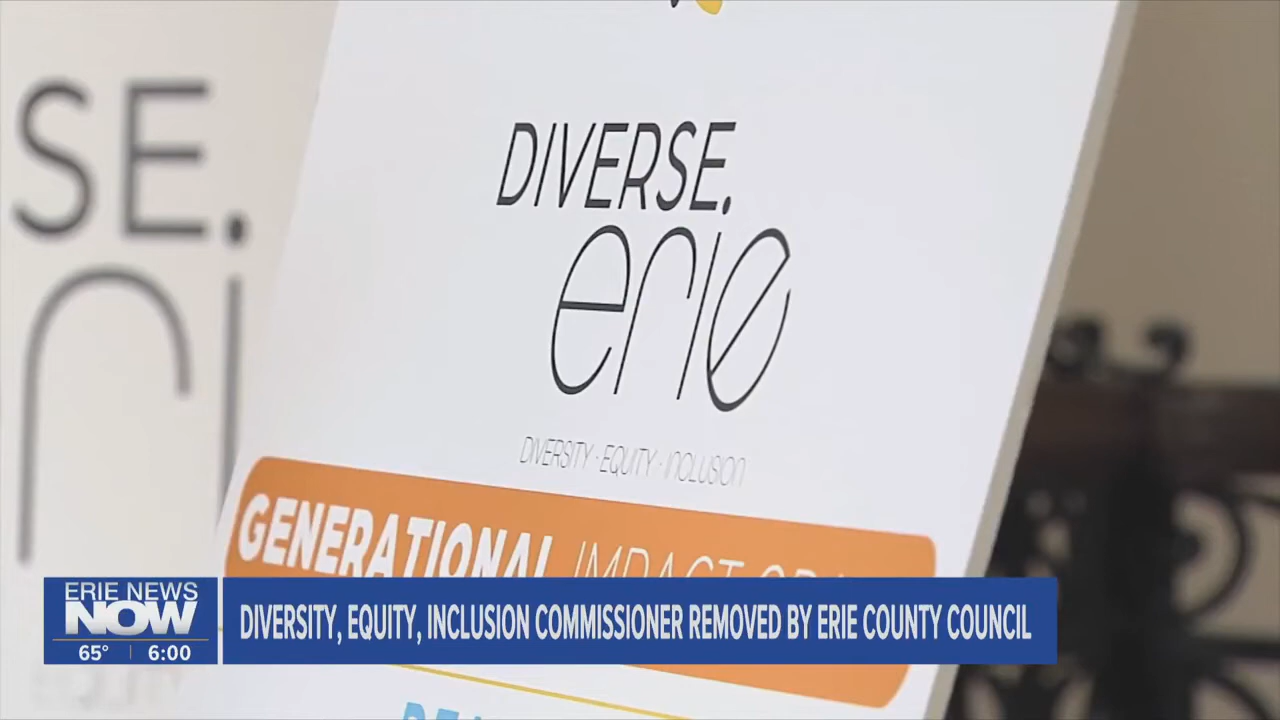 SE.
DIVERSE.
erie
DIVERSITY · EQUITY · INCLUSION
GENERATIONAL IMPACT
ERIE NEWS
NOW
65° | 6:00
DIVERSITY, EQUITY, INCLUSION COMMISSIONER REMOVED BY ERIE COUNTY COUNCIL